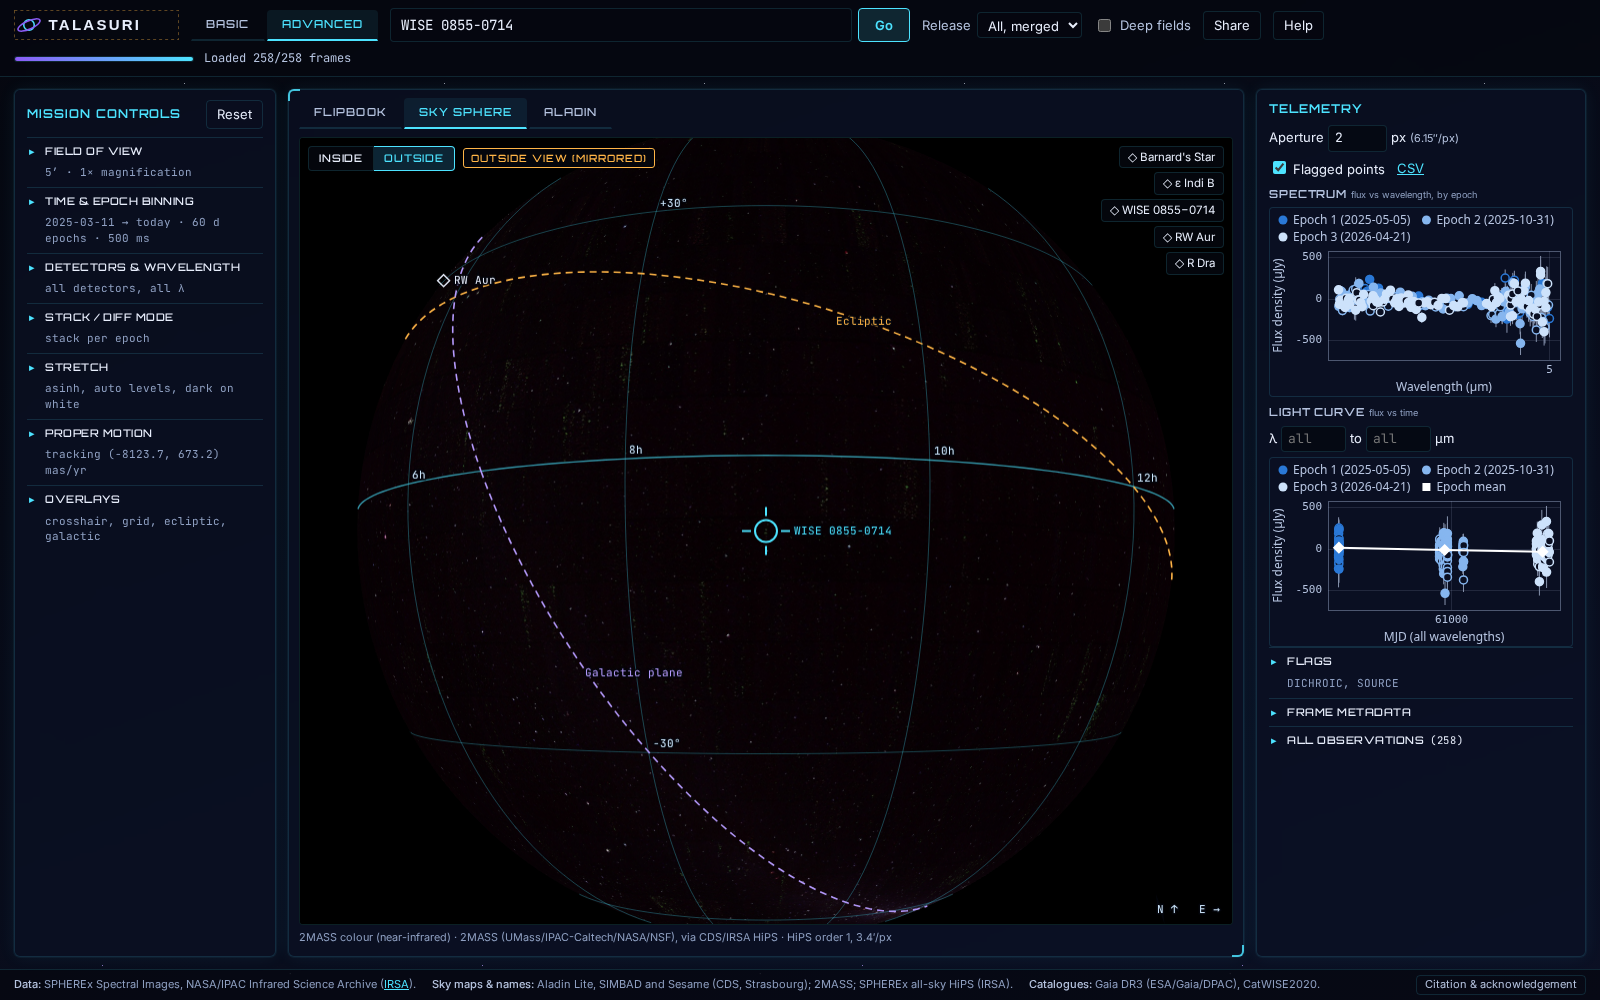 TALASURI
BASIC
ADVANCED
WISE 0855-0714
Go
Release
All, merged
Deep fields
Share
Help
Loaded 258/258 frames
MISSION CONTROLS
Reset
▸ FIELD OF VIEW
5′ · 1× magnification
▸ TIME & EPOCH BINNING
2025-03-11 → today · 60 d
epochs · 500 ms
▸ DETECTORS & WAVELENGTH
all detectors, all λ
▸ STACK / DIFF MODE
stack per epoch
▸ STRETCH
asinh, auto levels, dark on
white
▸ PROPER MOTION
tracking (-8123.7, 673.2)
mas/yr
▸ OVERLAYS
crosshair, grid, ecliptic,
galactic
FLIPBOOK
SKY SPHERE
ALADIN
INSIDE
OUTSIDE
OUTSIDE VIEW (MIRRORED)
◇ Barnard's Star
◇ ε Indi B
◇ WISE 0855−0714
◇ RW Aur
◇ R Dra
+30°
RW Aur
Ecliptic
8h
10h
6h
12h
WISE 0855-0714
Galactic plane
-30°
N ↑ E →
2MASS colour (near-infrared) · 2MASS (UMass/IPAC-Caltech/NASA/NSF), via CDS/IRSA HiPS · HiPS order 1, 3.4′/px
TELEMETRY
Aperture 2 px (6.15″/px)
Flagged points CSV
SPECTRUM flux vs wavelength, by epoch
Epoch 1 (2025-05-05) Epoch 2 (2025-10-31)
Epoch 3 (2026-04-21)
Flux density (μJy)
500
0
-500
5
Wavelength (μm)
LIGHT CURVE flux vs time
λ all to all μm
Epoch 1 (2025-05-05) Epoch 2 (2025-10-31)
Epoch 3 (2026-04-21) Epoch mean
Flux density (μJy)
500
0
-500
61000
MJD (all wavelengths)
▸ FLAGS
DICHROIC, SOURCE
▸ FRAME METADATA
▸ ALL OBSERVATIONS (258)
Data: SPHEREx Spectral Images, NASA/IPAC Infrared Science Archive (IRSA). Sky maps & names: Aladin Lite, SIMBAD and Sesame (CDS, Strasbourg); 2MASS; SPHEREx all-sky HiPS (IRSA). Catalogues: Gaia DR3 (ESA/Gaia/DPAC), CatWISE2020.
Citation & acknowledgement